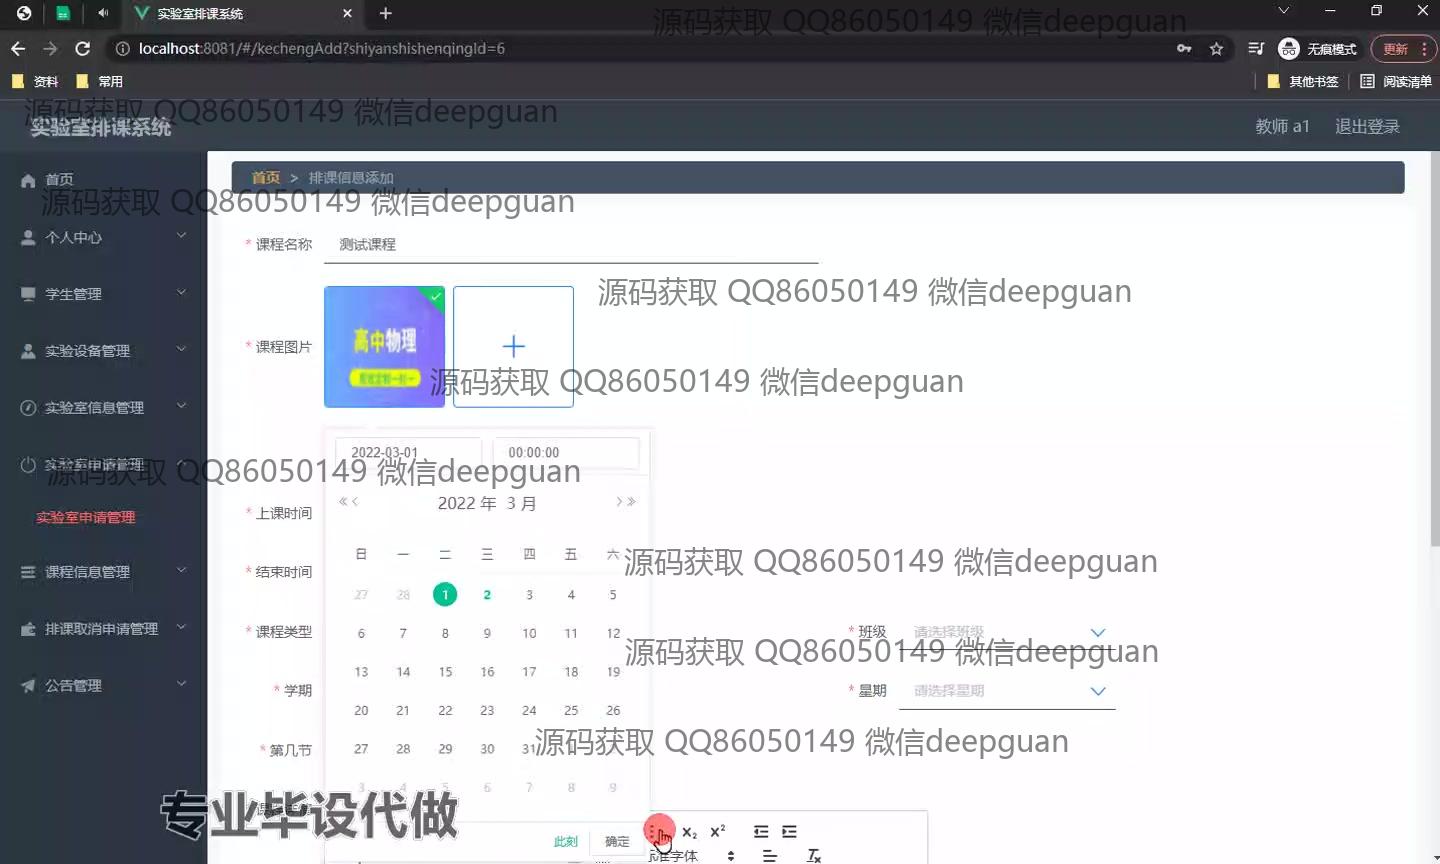 实验室排课系统
源码获取 QQ86050149 微信deepguan
localhost:8081/#/kechengAdd?shiyanshishenqingId=6
无痕模式
更新
资料
常用
其他书签
阅读清单
源码获取 QQ86050149 微信deepguan
实验室排课系统
教师 a1
退出登录
首页
首页 > 排课信息添加
源码获取 QQ86050149 微信deepguan
个人中心
* 课程名称
测试课程
学生管理
源码获取 QQ86050149 微信deepguan
实验设备管理
* 课程图片
高中物理
源码获取 QQ86050149 微信deepguan
实验室信息管理
2022-03-01
00:00:00
实验室申请管理
源码获取 QQ86050149 微信deepguan
2022 年 3 月
实验室申请管理
* 上课时间
日 一 二 三 四 五 六
源码获取 QQ86050149 微信deepguan
课程信息管理
* 结束时间
27 28 1 2 3 4 5
排课取消申请管理
* 课程类型
6 7 8 9 10 11 12
* 班级
请选择班级
源码获取 QQ86050149 微信deepguan
13 14 15 16 17 18 19
公告管理
* 学期
* 星期
请选择星期
20 21 22 23 24 25 26
* 第几节
27 28 29 30 31
源码获取 QQ86050149 微信deepguan
3 4 5 6 7 8 9
专业毕设代做
此刻
确定
x₂ x²
标准字体